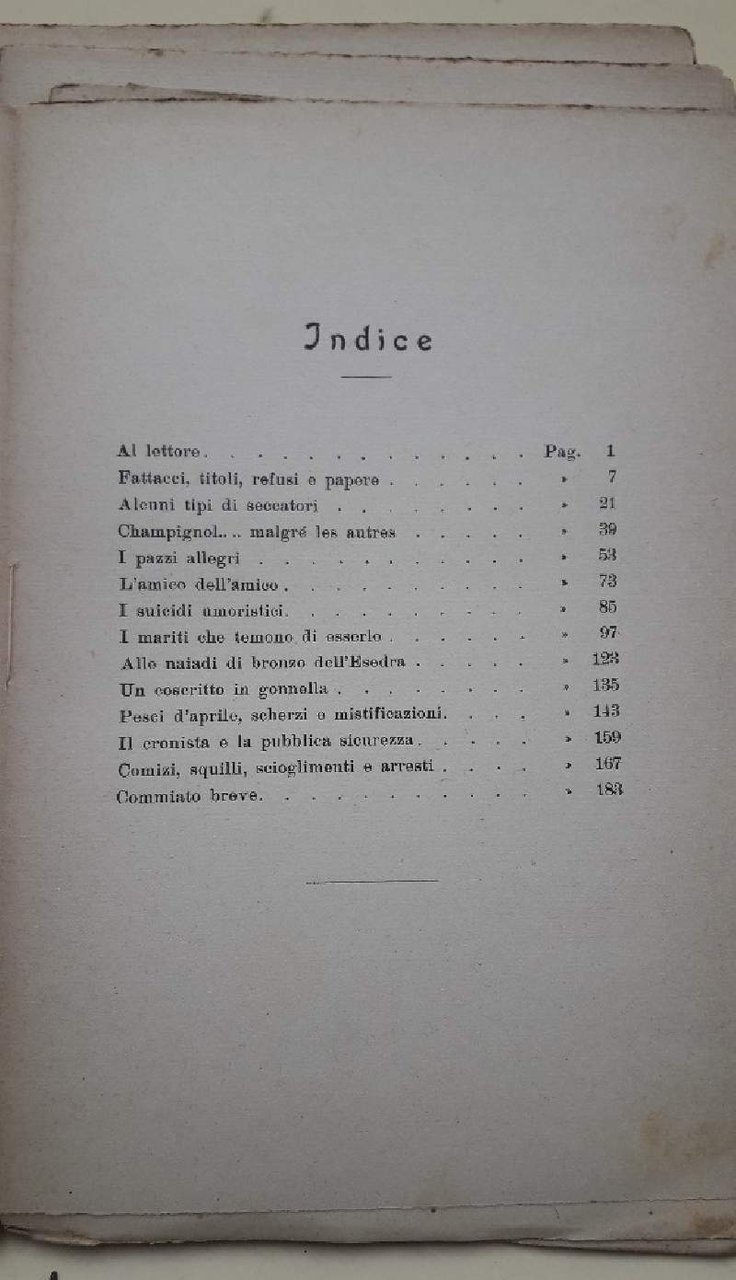 Indice
Al lettore. . . . . . . . . . . . . Pag. 1
Fattacci, titoli, refusi e papere . . . . . . » 7
Alcuni tipi di seccatori . . . . . . . . » 21
Champignol.... malgré les autres . . . . . » 39
I pazzi allegri . . . . . . . . . . . » 53
L'amico dell'amico . . . . . . . . . . » 73
I suicidi umoristici. . . . . . . . . . » 85
I mariti che temono di esserlo . . . . . . » 97
Alle naiadi di bronzo dell'Esedra . . . . . » 123
Un coscritto in gonnella . . . . . . . . » 135
Pesci d'aprile, scherzi e mistificazioni. . . . » 143
Il cronista e la pubblica sicurezza . . . . . » 159
Comizi, squilli, scioglimenti e arresti . . . . » 167
Commiato breve. . . . . . . . . . . » 183